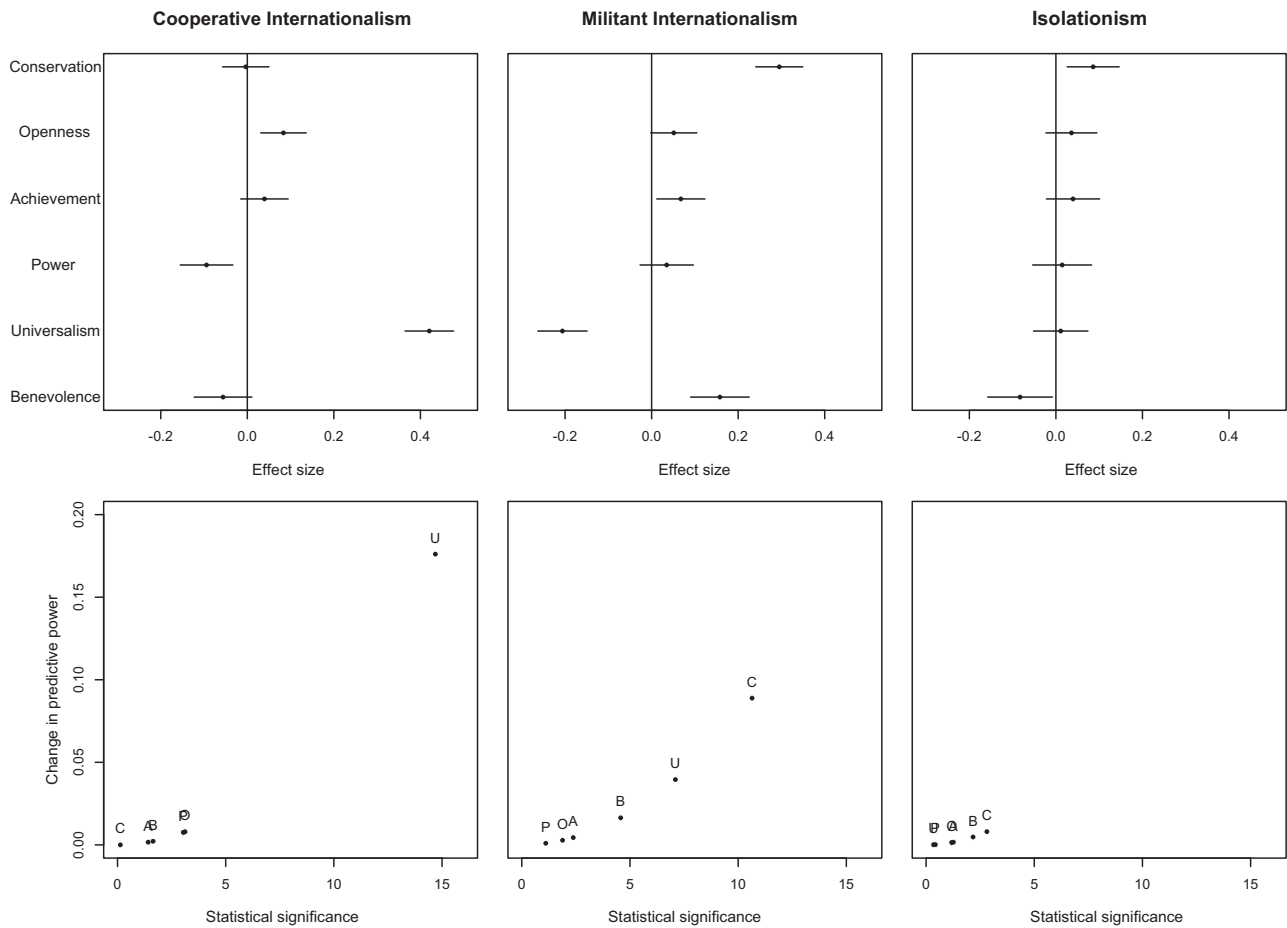 Cooperative Internationalism
Militant Internationalism
Isolationism
Conservation
Openness
Achievement
Power
Universalism
Benevolence
-0.2 0.0 0.2 0.4
Effect size
-0.2 0.0 0.2 0.4
Effect size
-0.2 0.0 0.2 0.4
Effect size
Change in predictive power
0.20
0.15
0.10
0.05
0.00
U
C A B P O
0 5 10 15
Statistical significance
C
U
B
P O A
0 5 10 15
Statistical significance
U P O A B C
0 5 10 15
Statistical significance